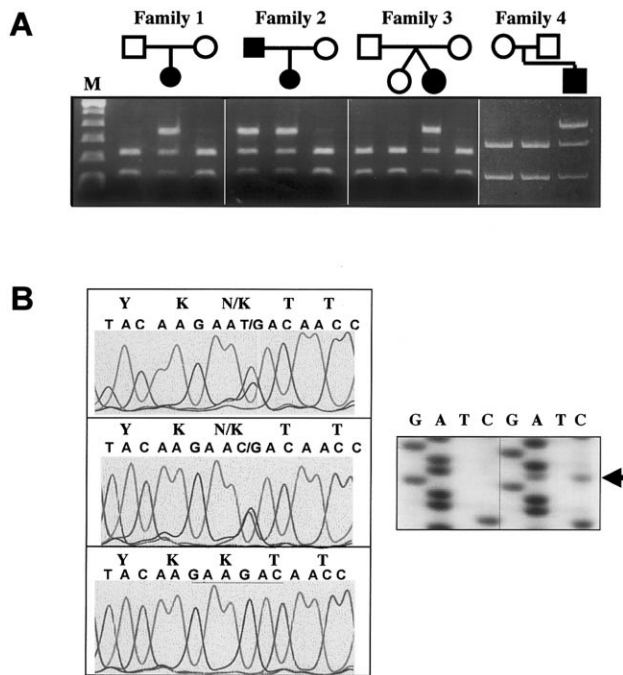 A
Family 1 Family 2 Family 3 Family 4
M
B
Y K N/K T T
T A C A A G A A T/G A C A A C C
Y K N/K T T
T A C A A G A A C/G A C A A C C
G A T C G A T C
Y K K T T
T A C A A G A A G A C A A C C